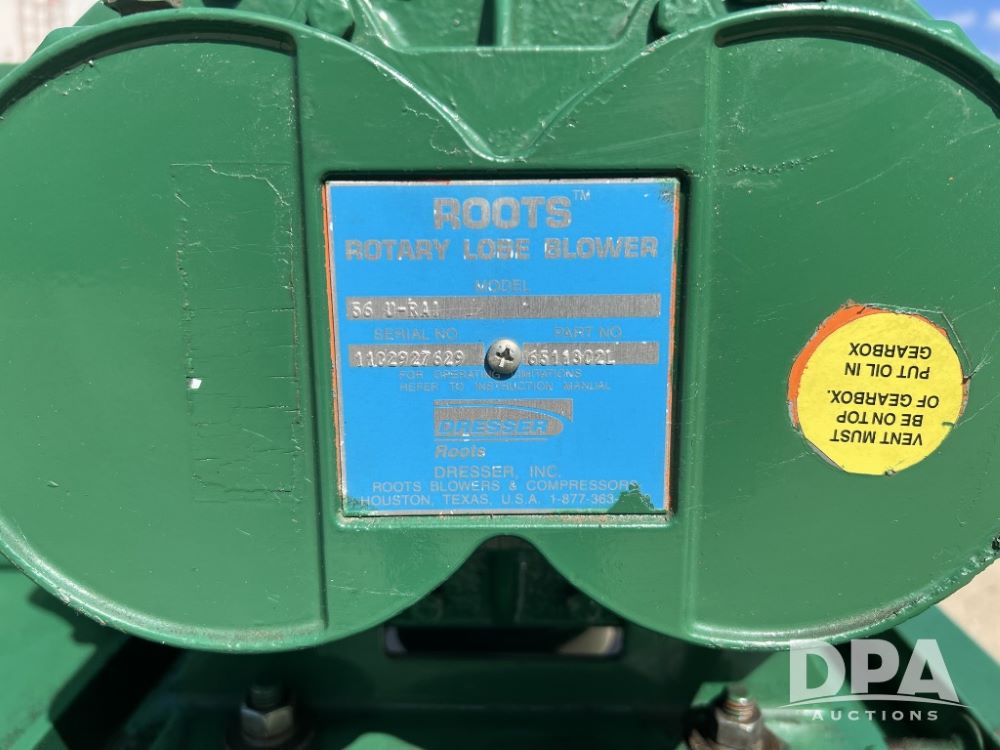 ROOTS™
ROTARY LOBE BLOWER
MODEL
56 U-RAI
SERIAL NO. PART NO.
1102927629 6511302L
FOR OPERATING LIMITATIONS
REFER TO INSTRUCTION MANUAL
DRESSER
Roots
DRESSER, INC.
ROOTS BLOWERS & COMPRESSORS
HOUSTON, TEXAS, U.S.A. 1-877-363-
VENT MUST
BE ON TOP
OF GEARBOX.
PUT OIL IN
GEARBOX
DPA
AUCTIONS